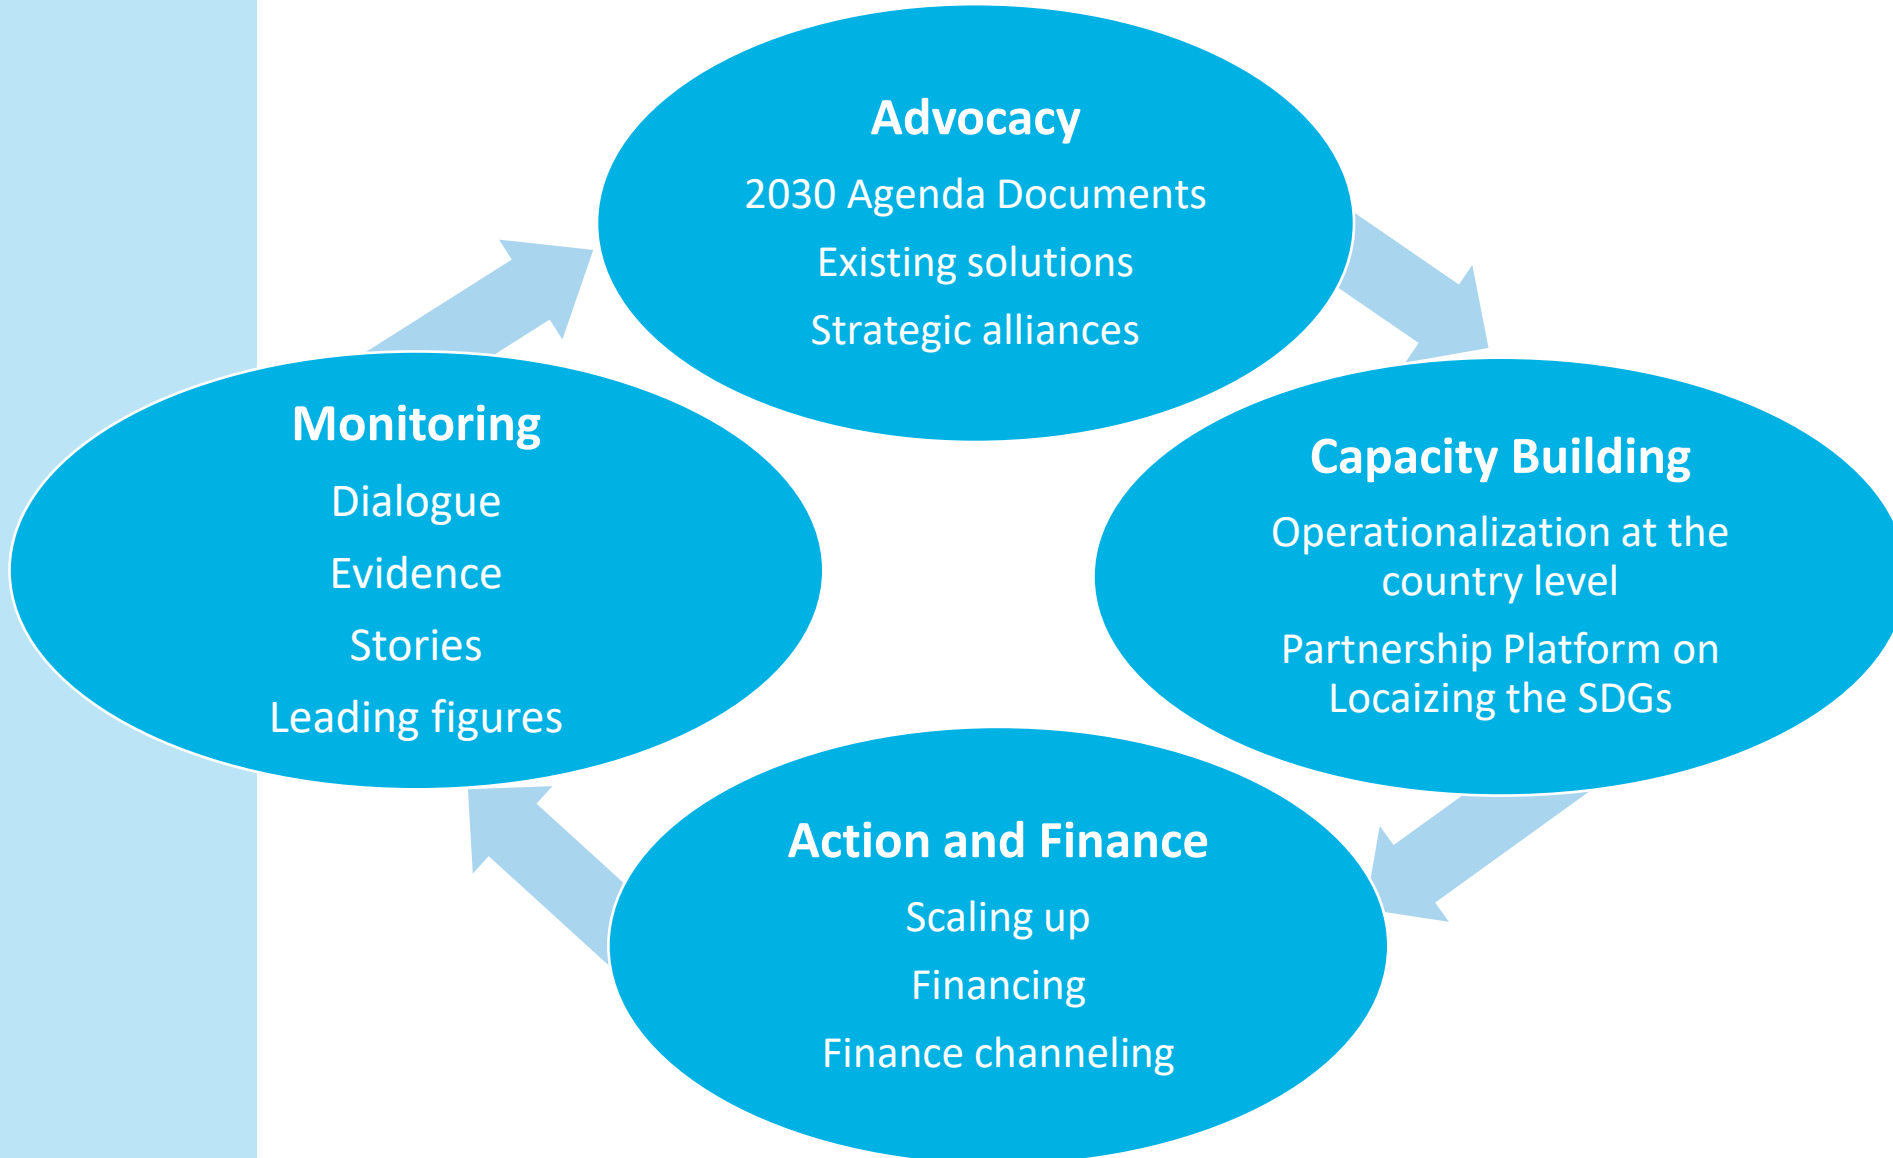 Advocacy
2030 Agenda Documents
Existing solutions
Strategic alliances
Capacity Building
Operationalization at the
country level
Partnership Platform on
Locaizing the SDGs
Action and Finance
Scaling up
Financing
Finance channeling
Monitoring
Dialogue
Evidence
Stories
Leading figures